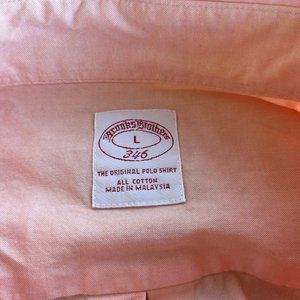 Brooks Brothers
L
346
THE ORIGINAL POLO SHIRT
ALL COTTON
MADE IN MALAYSIA